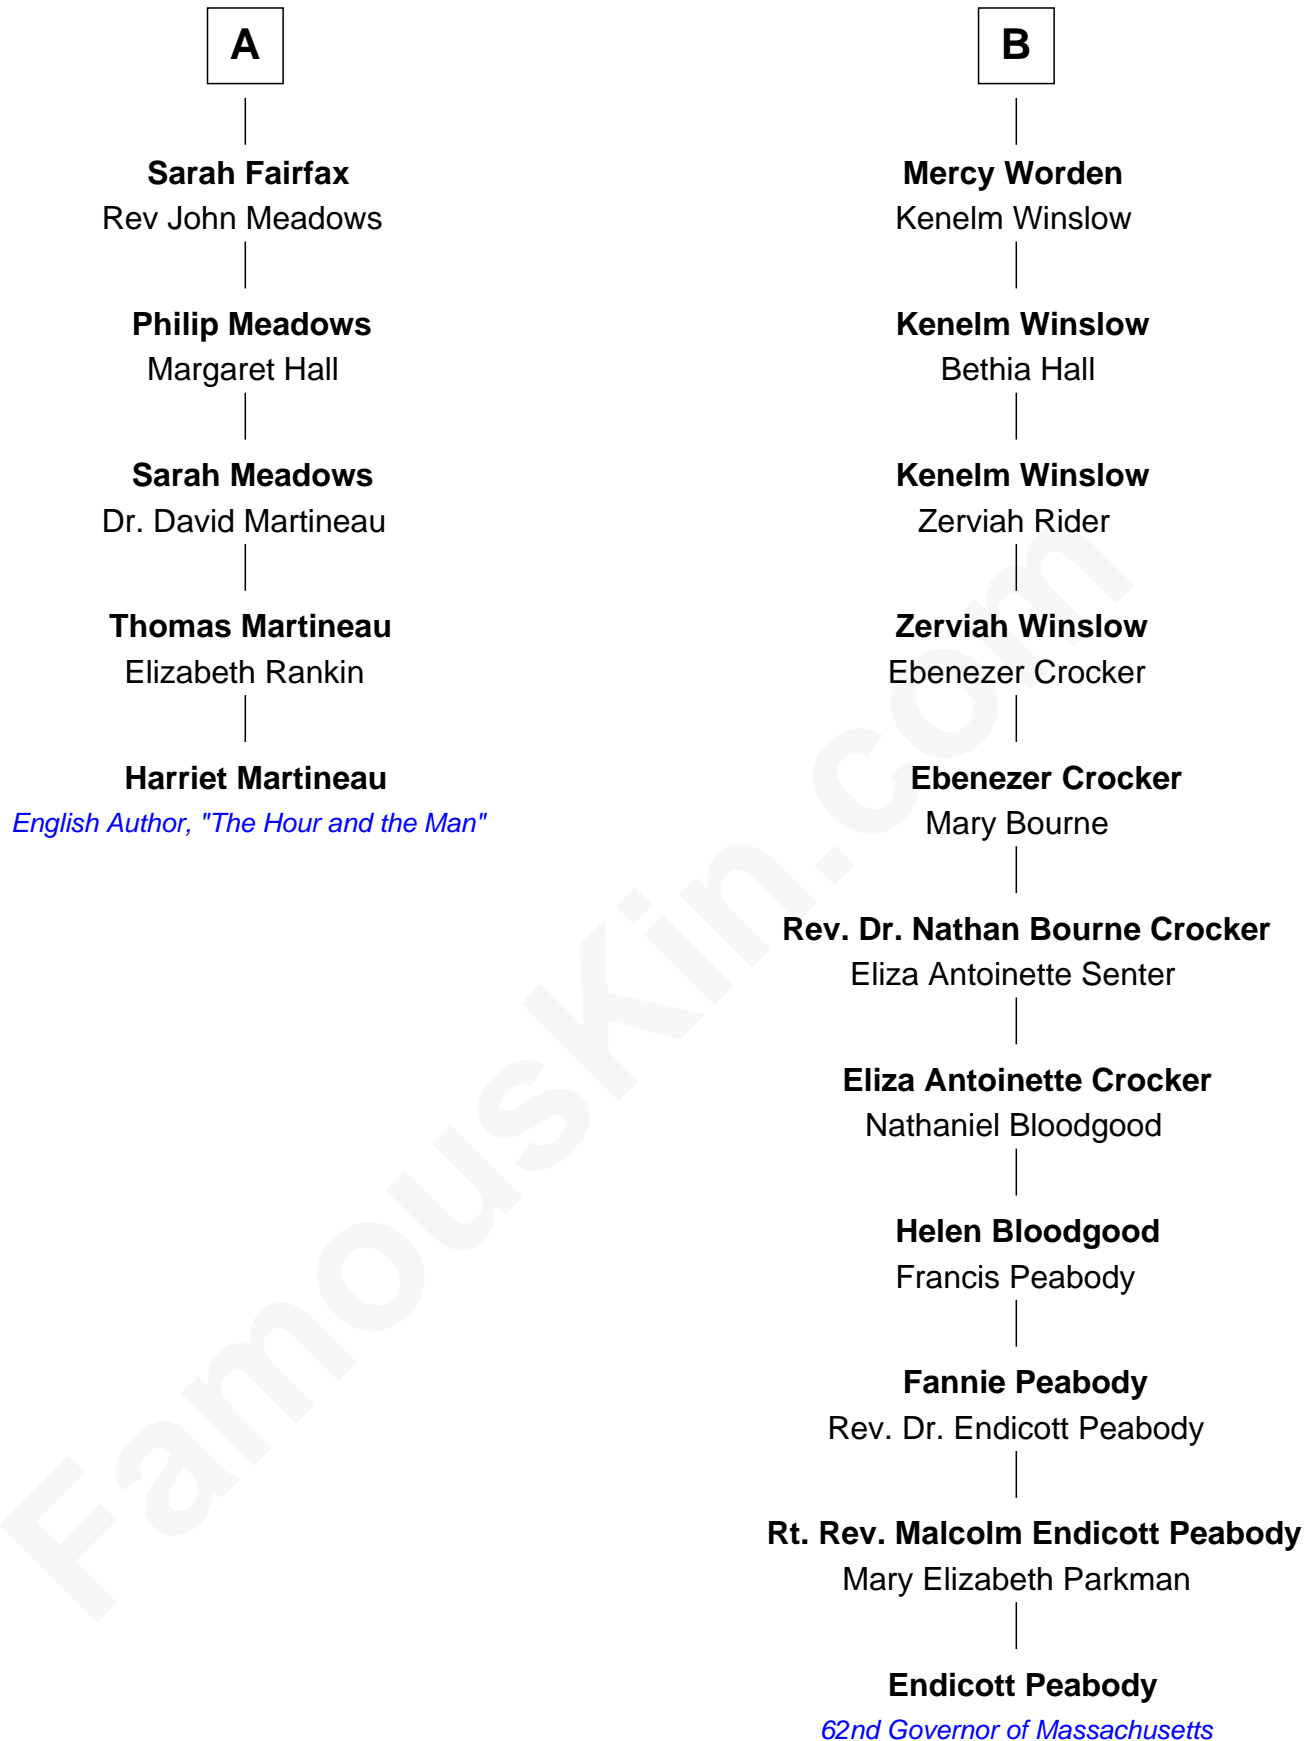 A
Sarah Fairfax
Rev John Meadows
Philip Meadows
Margaret Hall
Sarah Meadows
Dr. David Martineau
Thomas Martineau
Elizabeth Rankin
Harriet Martineau
English Author, "The Hour and the Man"
B
Mercy Worden
Kenelm Winslow
Kenelm Winslow
Bethia Hall
Kenelm Winslow
Zerviah Rider
Zerviah Winslow
Ebenezer Crocker
Ebenezer Crocker
Mary Bourne
Rev. Dr. Nathan Bourne Crocker
Eliza Antoinette Senter
Eliza Antoinette Crocker
Nathaniel Bloodgood
Helen Bloodgood
Francis Peabody
Fannie Peabody
Rev. Dr. Endicott Peabody
Rt. Rev. Malcolm Endicott Peabody
Mary Elizabeth Parkman
Endicott Peabody
62nd Governor of Massachusetts
FamousKin.com